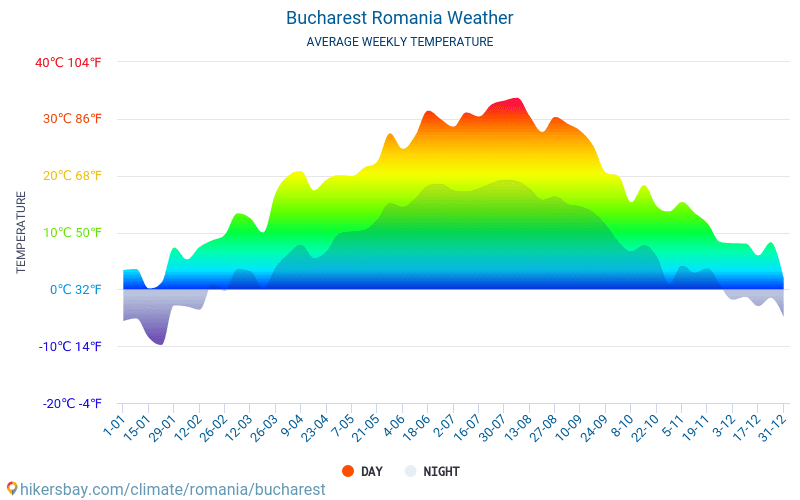 Bucharest Romania Weather
AVERAGE WEEKLY TEMPERATURE
40℃ 104℉
30℃ 86℉
20℃ 68℉
10℃ 50℉
0℃ 32℉
-10℃ 14℉
-20℃ -4℉
TEMPERATURE
1-01 15-01 29-01 12-02 26-02 12-03 26-03 9-04 23-04 7-05 21-05 4-06 18-06 2-07 16-07 30-07 13-08 27-08 10-09 24-09 8-10 22-10 5-11 19-11 3-12 17-12 31-12
DAY NIGHT
hikersbay.com/climate/romania/bucharest